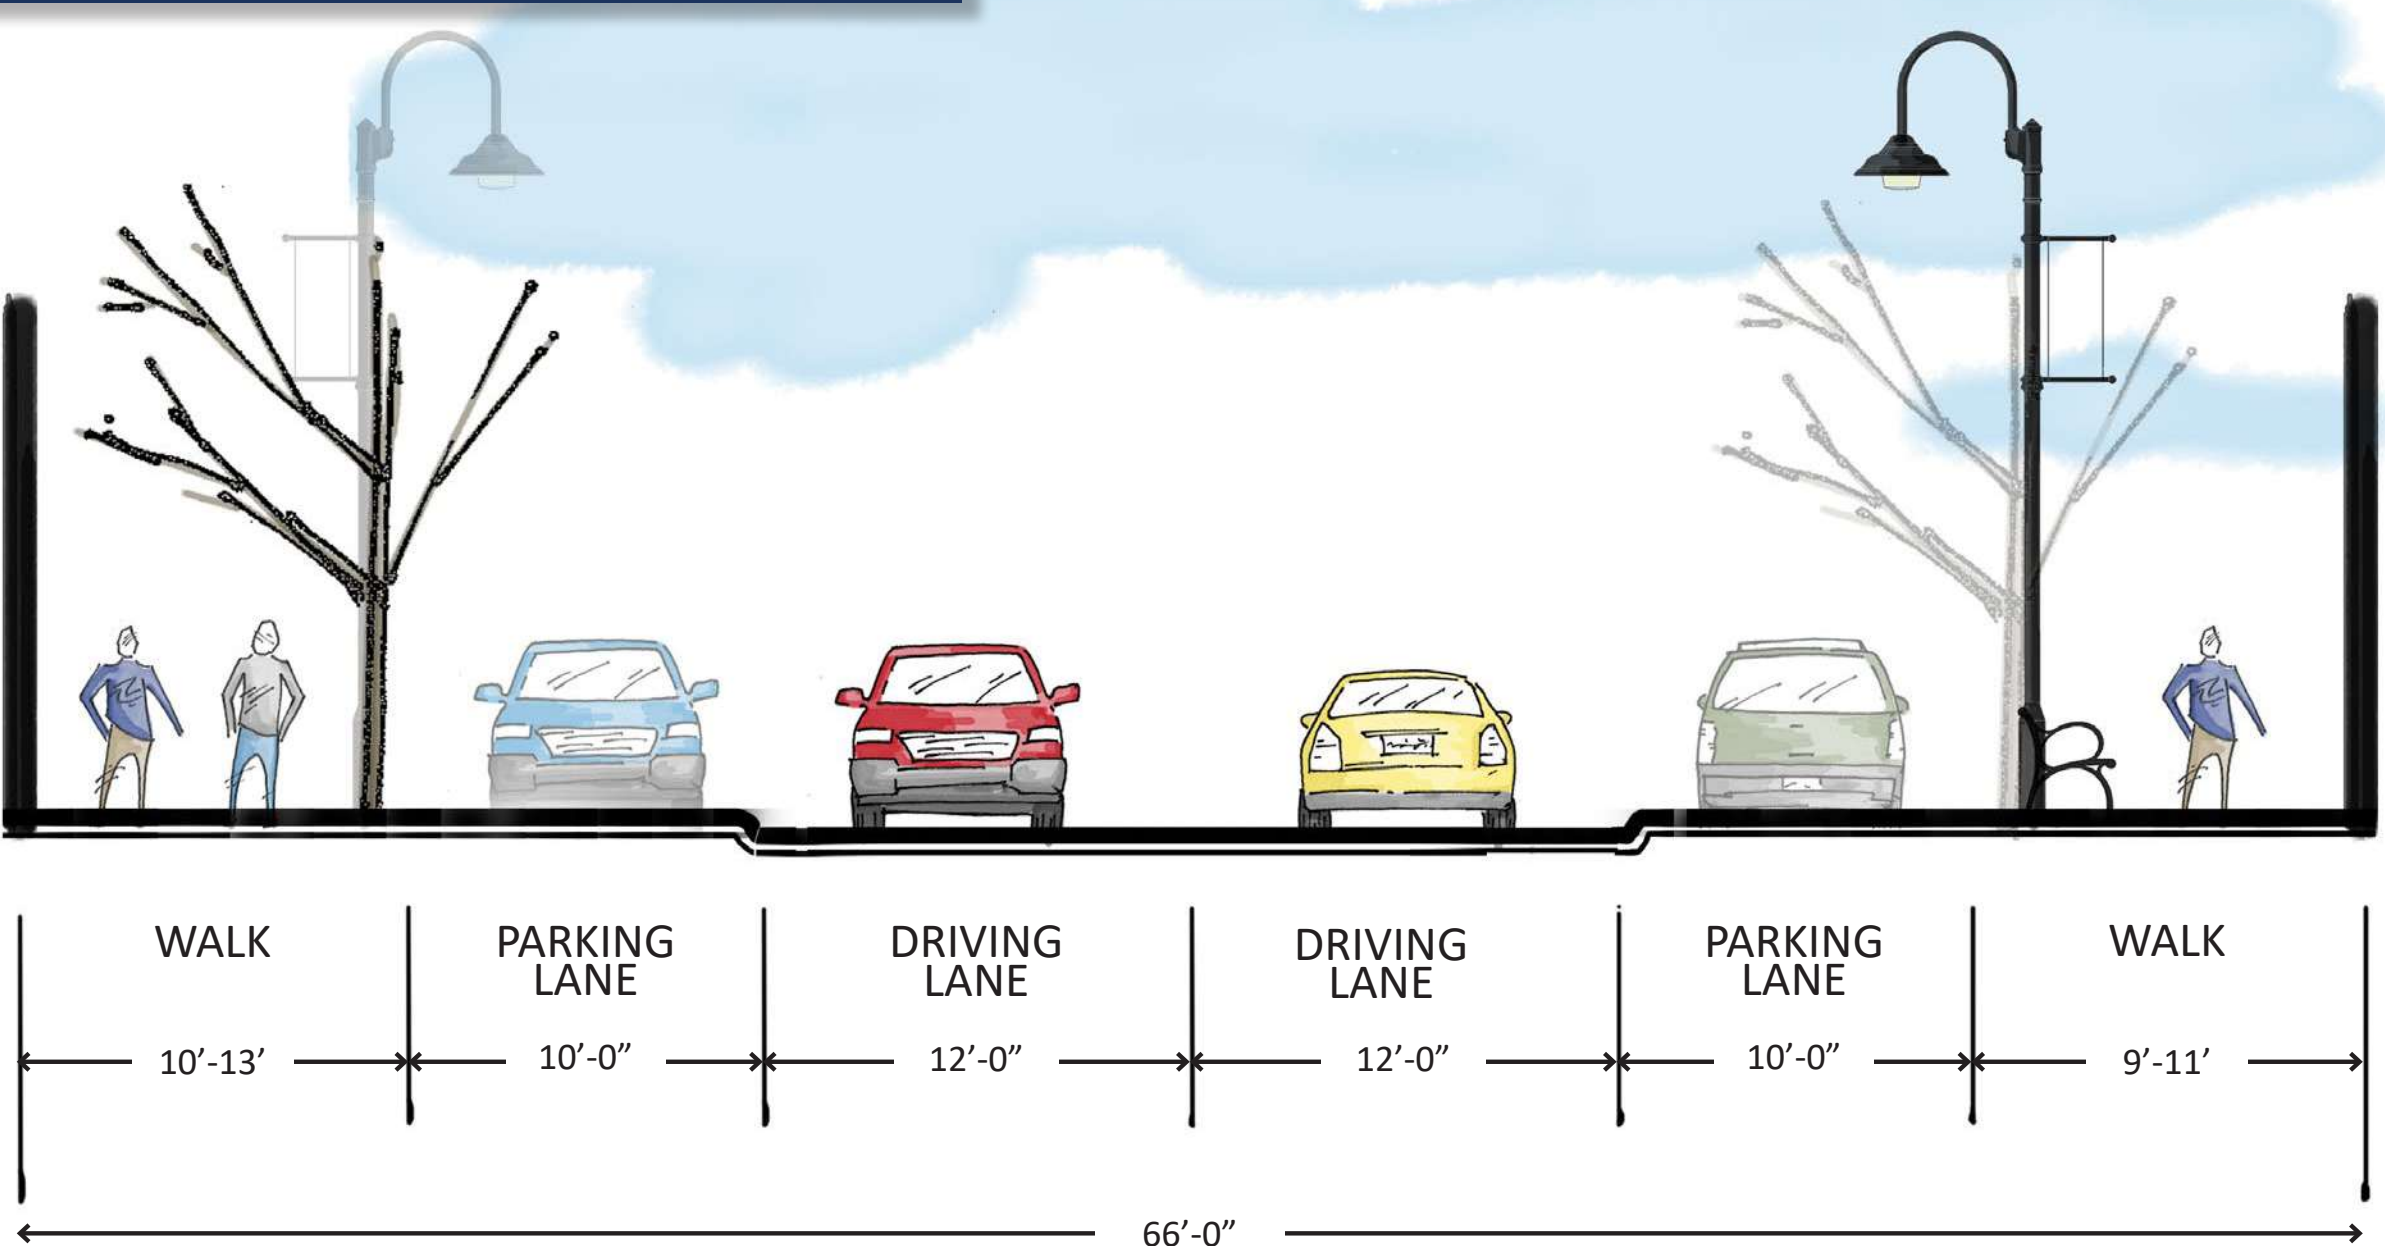 WALK
PARKING
LANE
DRIVING
LANE
DRIVING
LANE
PARKING
LANE
WALK
10’-13’
10’-0”
12’-0”
12’-0”
10’-0”
9’-11’
66’-0”